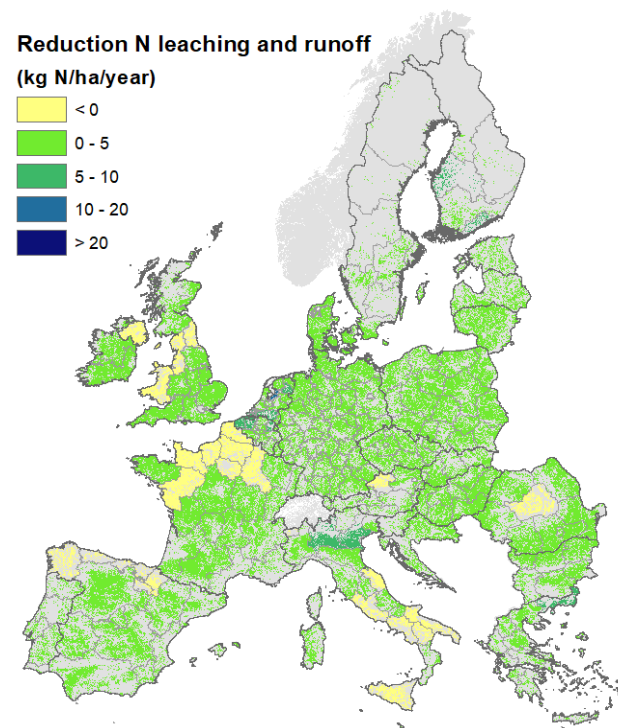 Reduction N leaching and runoff
(kg N/ha/year)
< 0
0 - 5
5 - 10
10 - 20
> 20